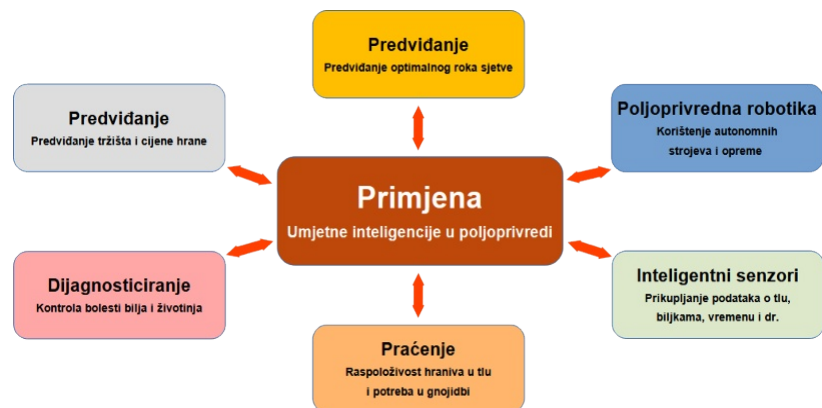 Predviđanje
Predviđanje optimalnog roka sjetve
Predviđanje
Predviđanje tržišta i cijene hrane
Poljoprivredna robotika
Korištenje autonomnih
strojeva i opreme
Primjena
Umjetne inteligencije u poljoprivredi
Dijagnosticiranje
Kontrola bolesti bilja i životinja
Inteligentni senzori
Prikupljanje podataka o tlu,
biljkama, vremenu i dr.
Praćenje
Raspoloživost hraniva u tlu
i potreba u gnojidbi